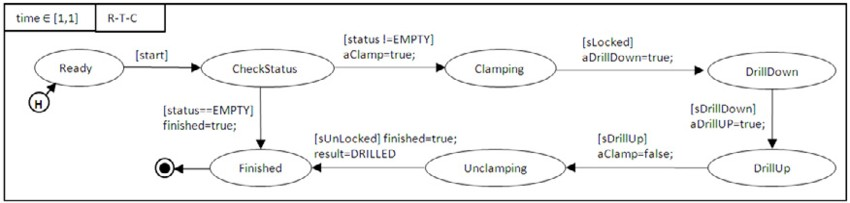 time ∈ [1,1]
R-T-C
Ready
[start]
CheckStatus
[status !=EMPTY]
aClamp=true;
Clamping
[sLocked]
aDrillDown=true;
DrillDown
H
[status==EMPTY]
finished=true;
[sDrillDown]
aDrillUP=true;
Finished
[sUnLocked] finished=true;
result=DRILLED
Unclamping
[sDrillUp]
aClamp=false;
DrillUp